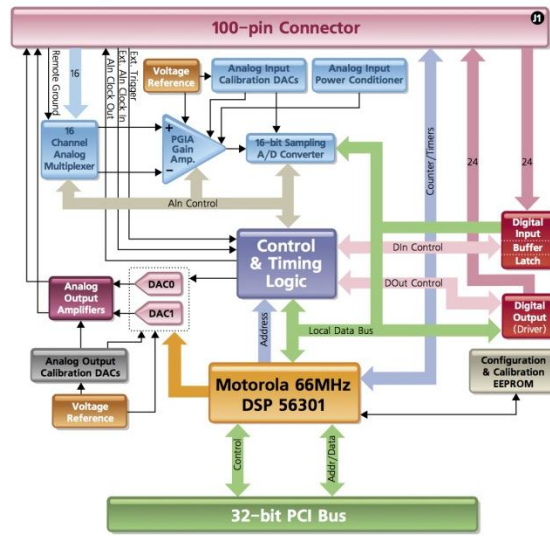 100-pin Connector
J1
Remote Ground
16
AIn Clock Out
Ext. AIn Clock In
Ext. Trigger
Voltage
Reference
Analog Input
Calibration DACs
Analog Input
Power Conditioner
16
Channel
Analog
Multiplexer
+
PGIA
Gain
Amp.
−
16-bit Sampling
A/D Converter
Counter/Timers
24
24
AIn Control
Control
& Timing
Logic
DIn Control
Digital
Input
Buffer
Latch
DOut Control
Analog
Output
Amplifiers
DAC0
DAC1
Address
Local Data Bus
Digital
Output
(Driver)
Analog Output
Calibration DACs
Voltage
Reference
Motorola 66MHz
DSP 56301
Configuration
& Calibration
EEPROM
Control
Addr/Data
32-bit PCI Bus